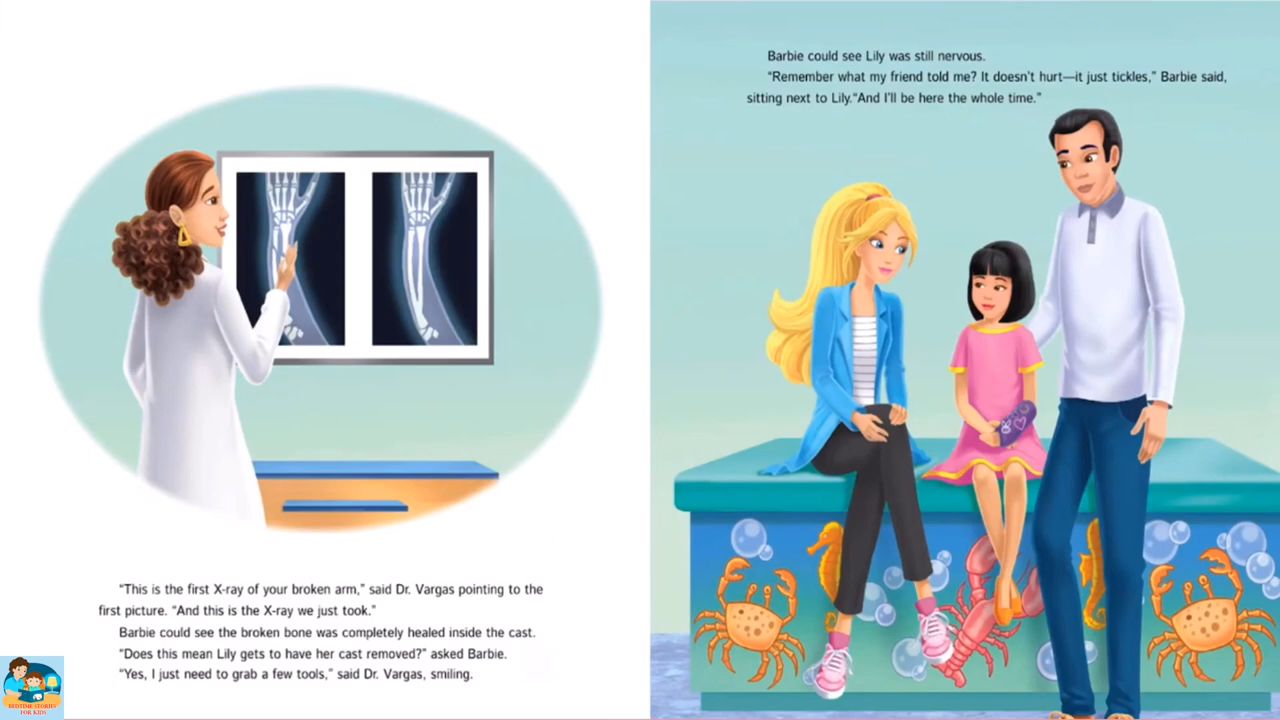 “This is the first X-ray of your broken arm,” said Dr. Vargas pointing to the
first picture. “And this is the X-ray we just took.”
Barbie could see the broken bone was completely healed inside the cast.
“Does this mean Lily gets to have her cast removed?” asked Barbie.
“Yes, I just need to grab a few tools,” said Dr. Vargas, smiling.
BEDTIME STORIES
FOR KIDS
Barbie could see Lily was still nervous.
“Remember what my friend told me? It doesn’t hurt—it just tickles,” Barbie said,
sitting next to Lily.“And I’ll be here the whole time.”